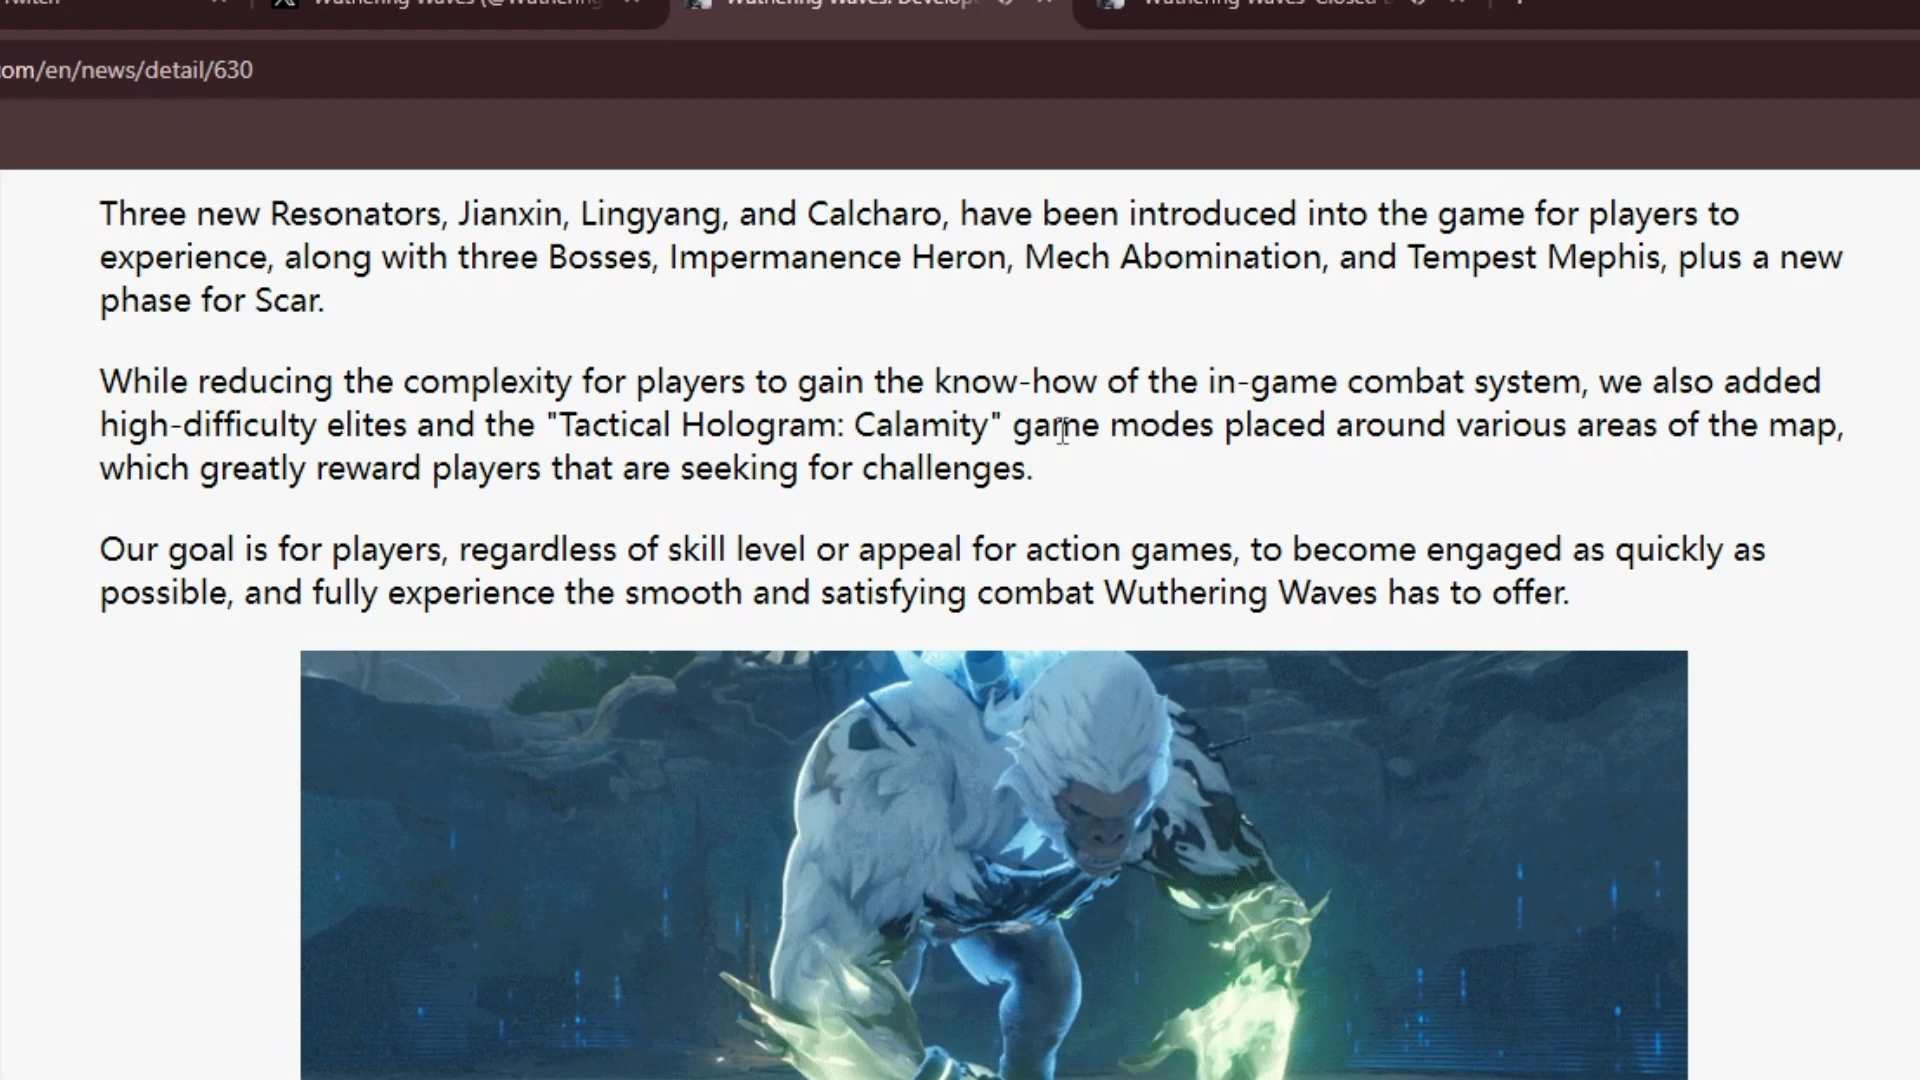 com/en/news/detail/630
Three new Resonators, Jianxin, Lingyang, and Calcharo, have been introduced into the game for players to
experience, along with three Bosses, Impermanence Heron, Mech Abomination, and Tempest Mephis, plus a new
phase for Scar.
While reducing the complexity for players to gain the know-how of the in-game combat system, we also added
high-difficulty elites and the "Tactical Hologram: Calamity" game modes placed around various areas of the map,
which greatly reward players that are seeking for challenges.
Our goal is for players, regardless of skill level or appeal for action games, to become engaged as quickly as
possible, and fully experience the smooth and satisfying combat Wuthering Waves has to offer.